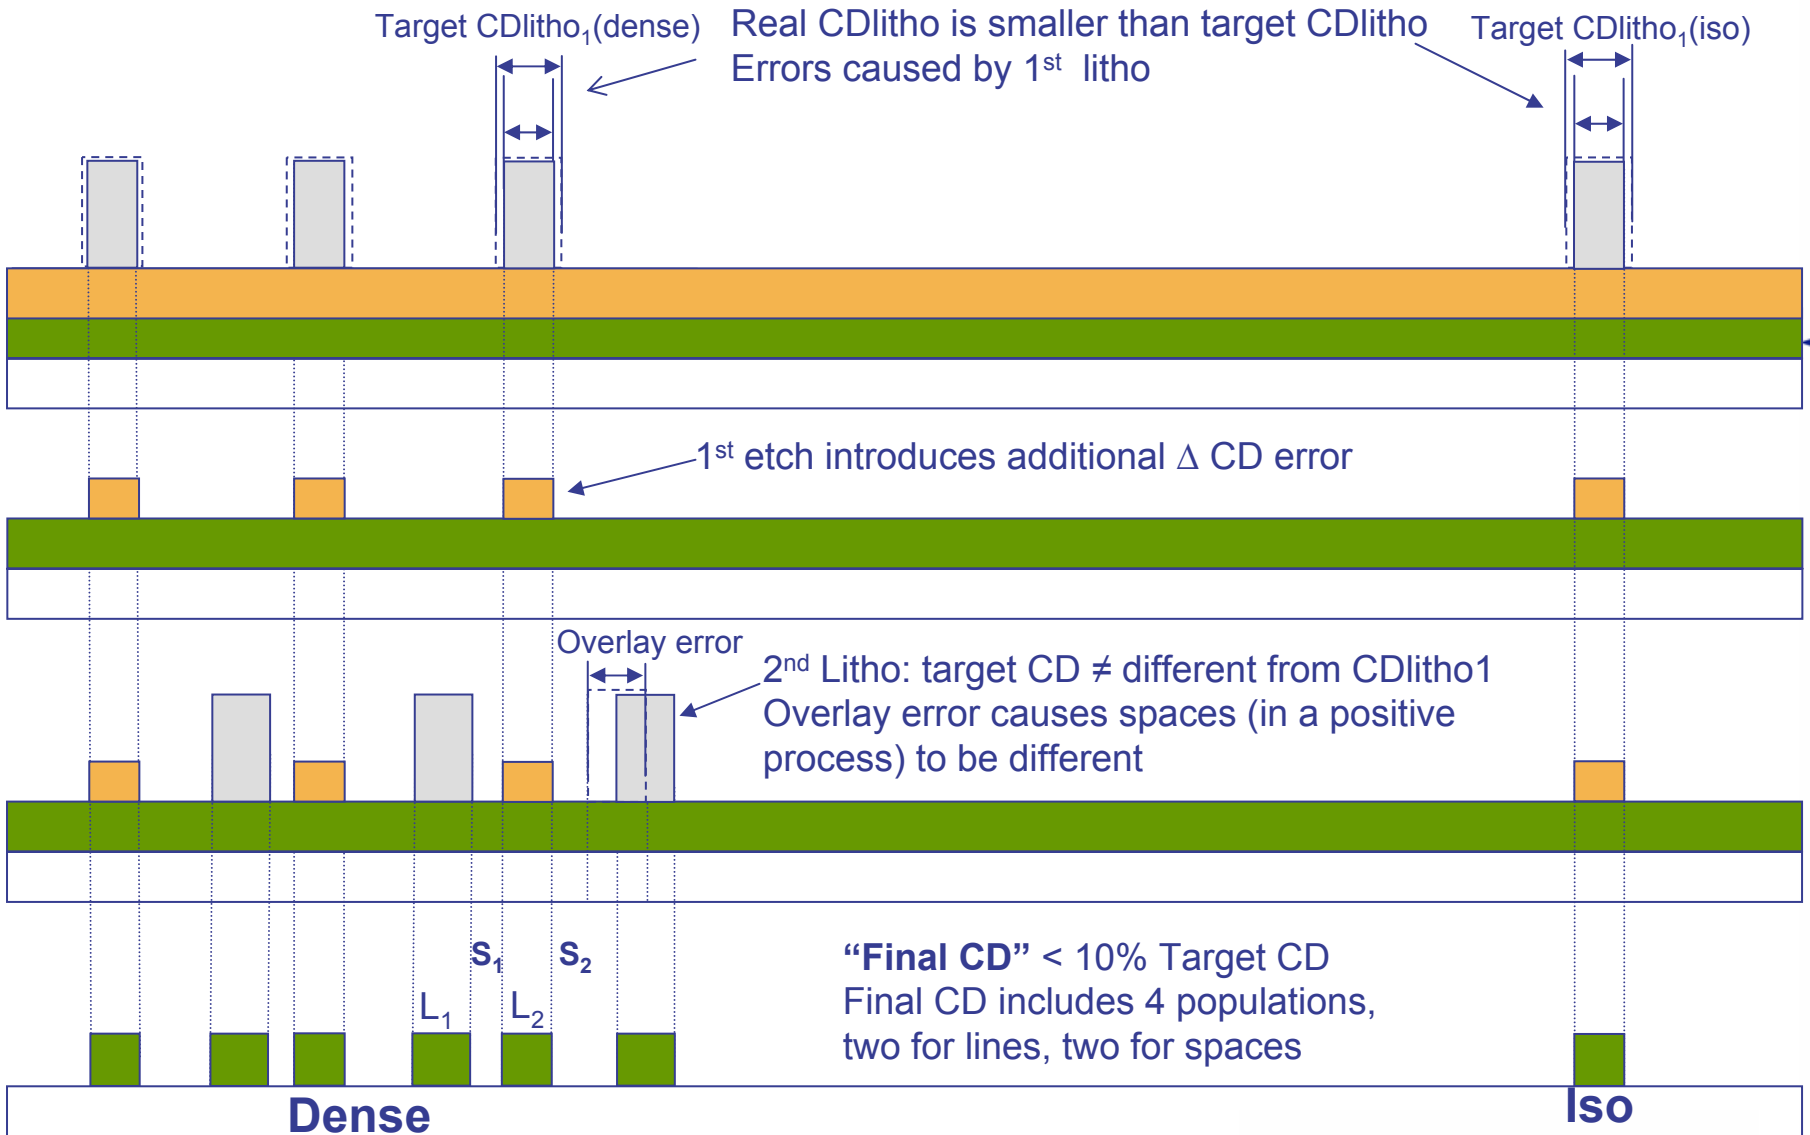 Target CDlitho₁(dense)
Real CDlitho is smaller than target CDlitho
Errors caused by 1st litho
Target CDlitho₁(iso)
1st etch introduces additional Δ CD error
Overlay error
2nd Litho: target CD ≠ different from CDlitho1
Overlay error causes spaces (in a positive
process) to be different
S₁
S₂
L₁
L₂
“Final CD” < 10% Target CD
Final CD includes 4 populations,
two for lines, two for spaces
Dense
Iso